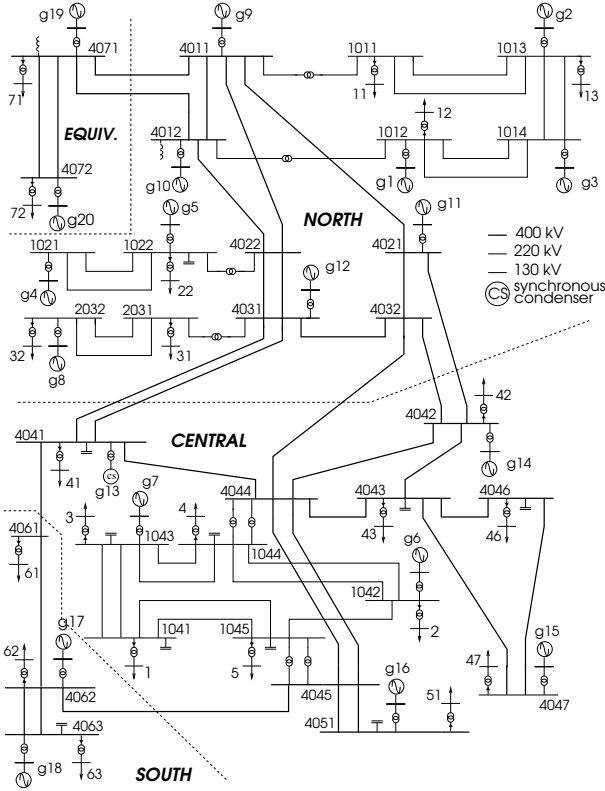 g19 g9 g2
4071 4011 1011 1013
71 11 13
12
EQUIV. 4012 1012 1014
4072
72 g20 g10 g1 g3
g5 NORTH g11
1021 1022 4022 4021
g12
g4 22
400 kV
220 kV
130 kV
CS synchronous
condenser
2032 2031 4031 4032
32 g8 31
42
4042
4041 CENTRAL
g14
41 g13 CS g7
4044 4043 4046
3 4
43 46
4061 1043 1044 g6
61 1042
g17 1041 1045 2
62 1 5 47 g15
g16
4062 4045 51 4047
4063 4051
g18 63 SOUTH